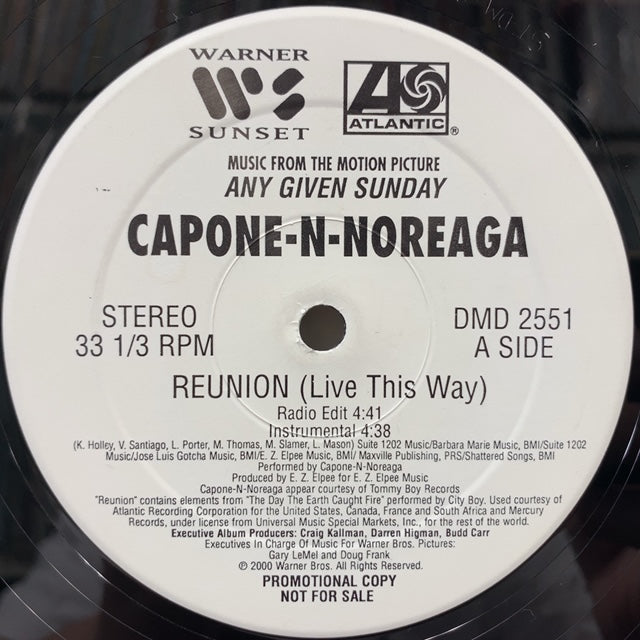 WARNER
WS
SUNSET
A
ATLANTIC®
MUSIC FROM THE MOTION PICTURE
ANY GIVEN SUNDAY
CAPONE-N-NOREAGA
STEREO
33 1/3 RPM
DMD 2551
A SIDE
REUNION (Live This Way)
Radio Edit 4:41
Instrumental 4:38
(K. Holley, V. Santiago, L. Porter, M. Thomas, M. Slamer, L. Mason) Suite 1202 Music/Barbara Marie Music, BMI/Suite 1202
Music/Jose Luis Gotcha Music, BMI/E. Z. Elpee Music, BMI/ Maxville Publishing, PRS/Shattered Songs, BMI
Performed by Capone-N-Noreaga
Produced by E. Z. Elpee for E. Z. Elpee Music
Capone-N-Noreaga appear courtesy of Tommy Boy Records
"Reunion" contains elements from "The Day The Earth Caught Fire" performed by City Boy. Used courtesy of
Atlantic Recording Corporation for the United States, Canada, France and South Africa and Mercury
Records, under license from Universal Music Special Markets, Inc., for the rest of the world.
Executive Album Producers: Craig Kallman, Darren Higman, Budd Carr
Executives In Charge Of Music For Warner Bros. Pictures:
Gary LeMel and Doug Frank
℗ 2000 Warner Bros. All Rights Reserved.
PROMOTIONAL COPY
NOT FOR SALE